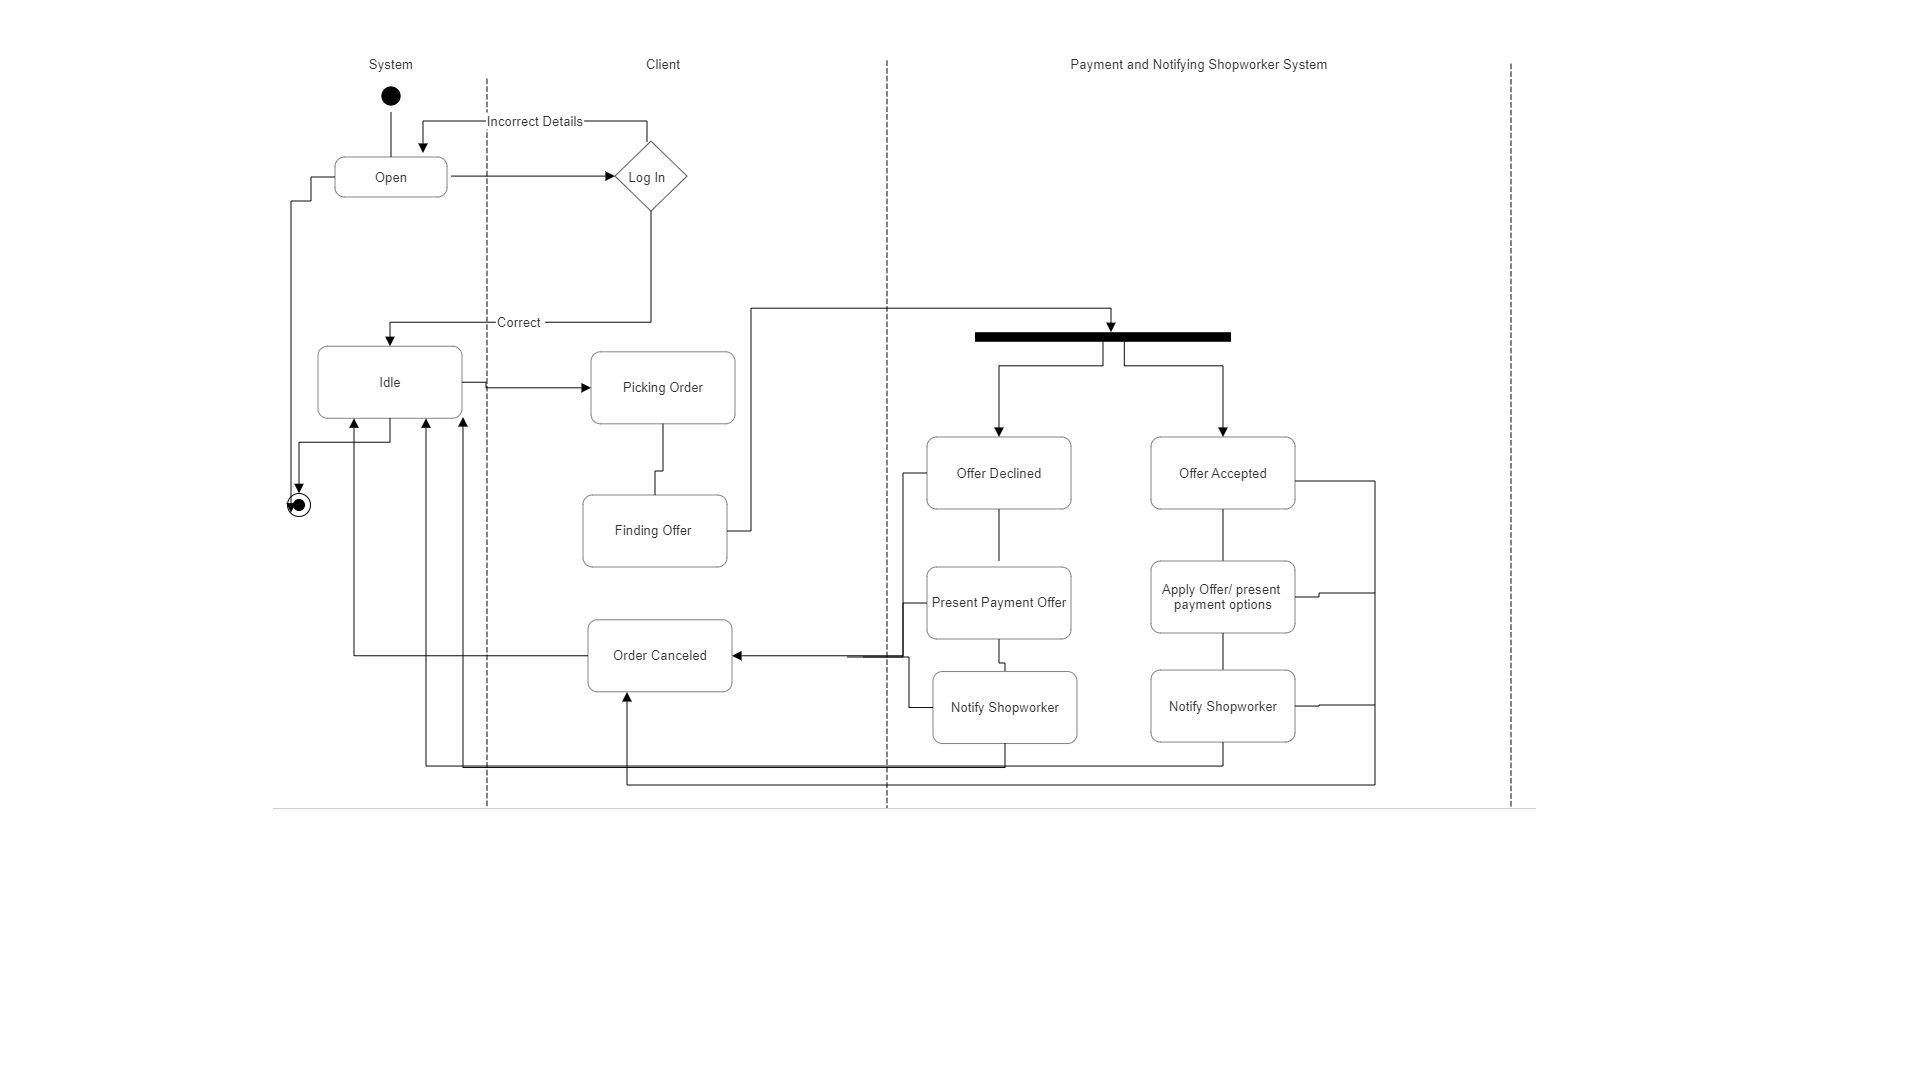 System
Client
Payment and Notifying Shopworker System
Incorrect Details
Open
Log In
Correct
Idle
Picking Order
Offer Declined
Offer Accepted
Finding Offer
Present Payment Offer
Apply Offer/ present
payment options
Order Canceled
Notify Shopworker
Notify Shopworker